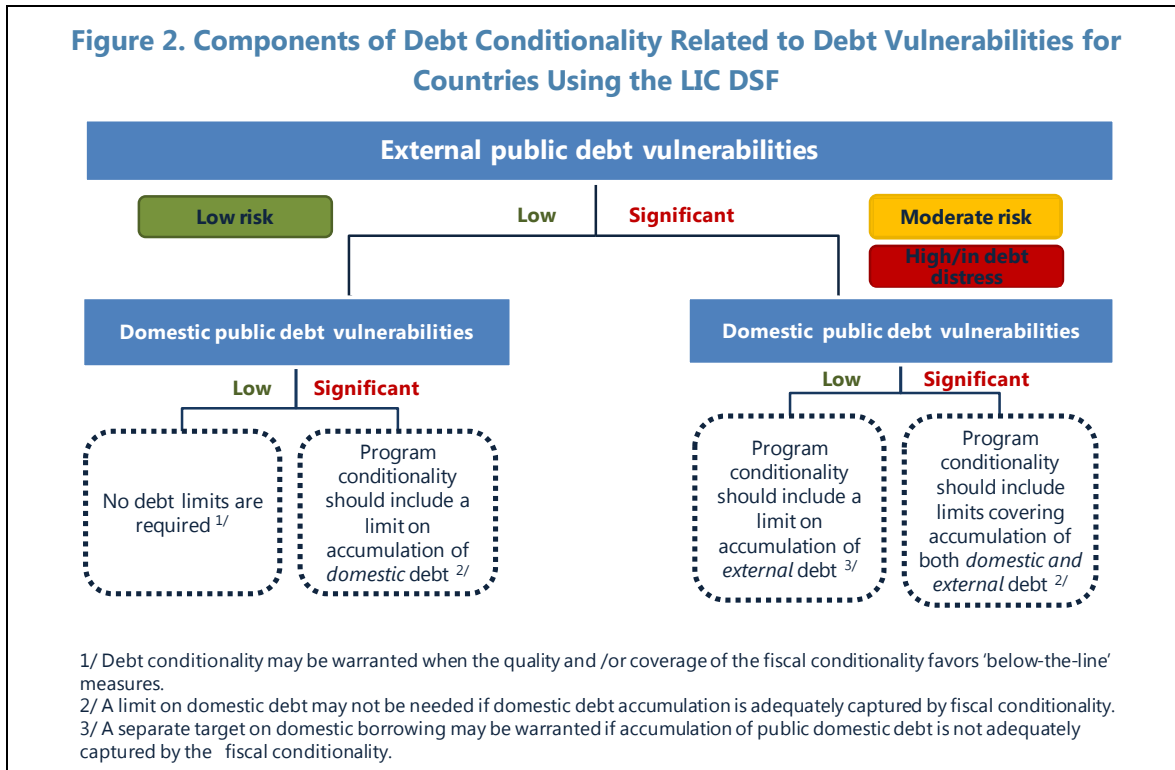 Figure 2. Components of Debt Conditionality Related to Debt Vulnerabilities for
Countries Using the LIC DSF
External public debt vulnerabilities
Low risk
Low
Significant
Moderate risk
High/in debt
distress
Domestic public debt vulnerabilities
Domestic public debt vulnerabilities
Low
Significant
Low
Significant
No debt limits are
required 1/
Program
conditionality
should include a
limit on
accumulation of
domestic debt 2/
Program
conditionality
should include a
limit on
accumulation of
external debt 3/
Program
conditionality
should include
limits covering
accumulation of
both domestic and
external debt 2/
1/ Debt conditionality may be warranted when the quality and /or coverage of the fiscal conditionality favors 'below-the-line'
measures.
2/ A limit on domestic debt may not be needed if domestic debt accumulation is adequately captured by fiscal conditionality.
3/ A separate target on domestic borrowing may be warranted if accumulation of public domestic debt is not adequately
captured by the fiscal conditionality.